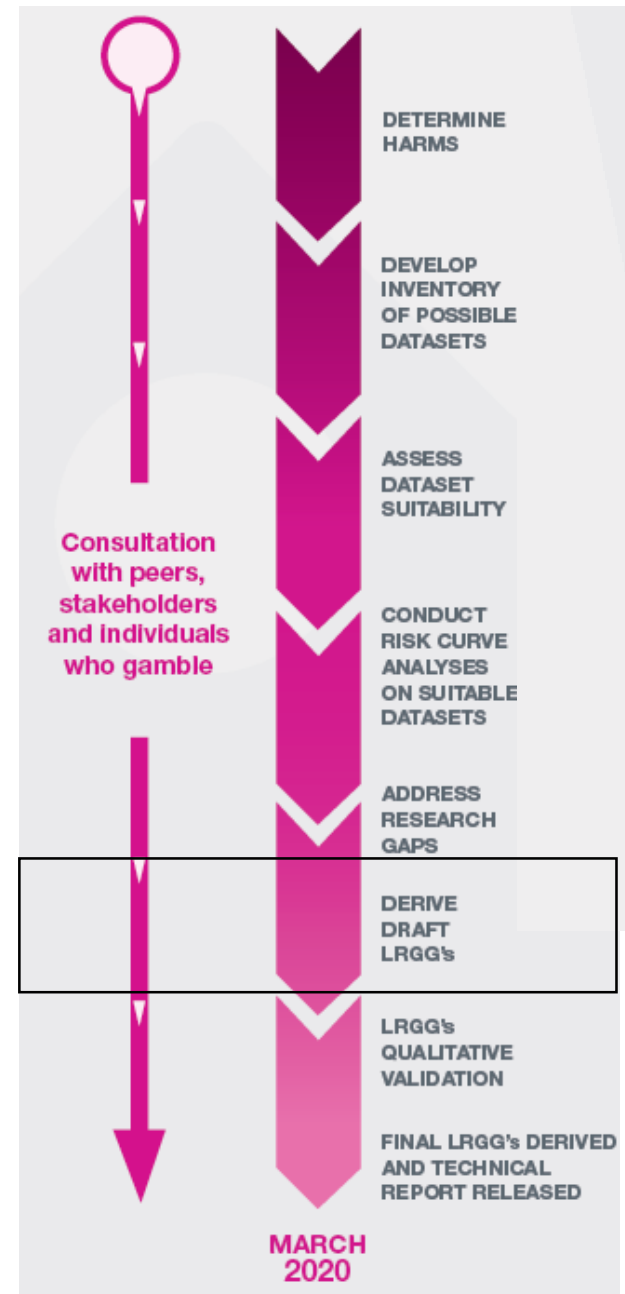 DETERMINE
HARMS
DEVELOP
INVENTORY
OF POSSIBLE
DATASETS
ASSESS
DATASET
SUITABILITY
Consultation
with peers,
stakeholders
and individuals
who gamble
CONDUCT
RISK CURVE
ANALYSES
ON SUITABLE
DATASETS
ADDRESS
RESEARCH
GAPS
DERIVE
DRAFT
LRGG's
LRGG's
QUALITATIVE
VALIDATION
FINAL LRGG's DERIVED
AND TECHNICAL
REPORT RELEASED
MARCH
2020